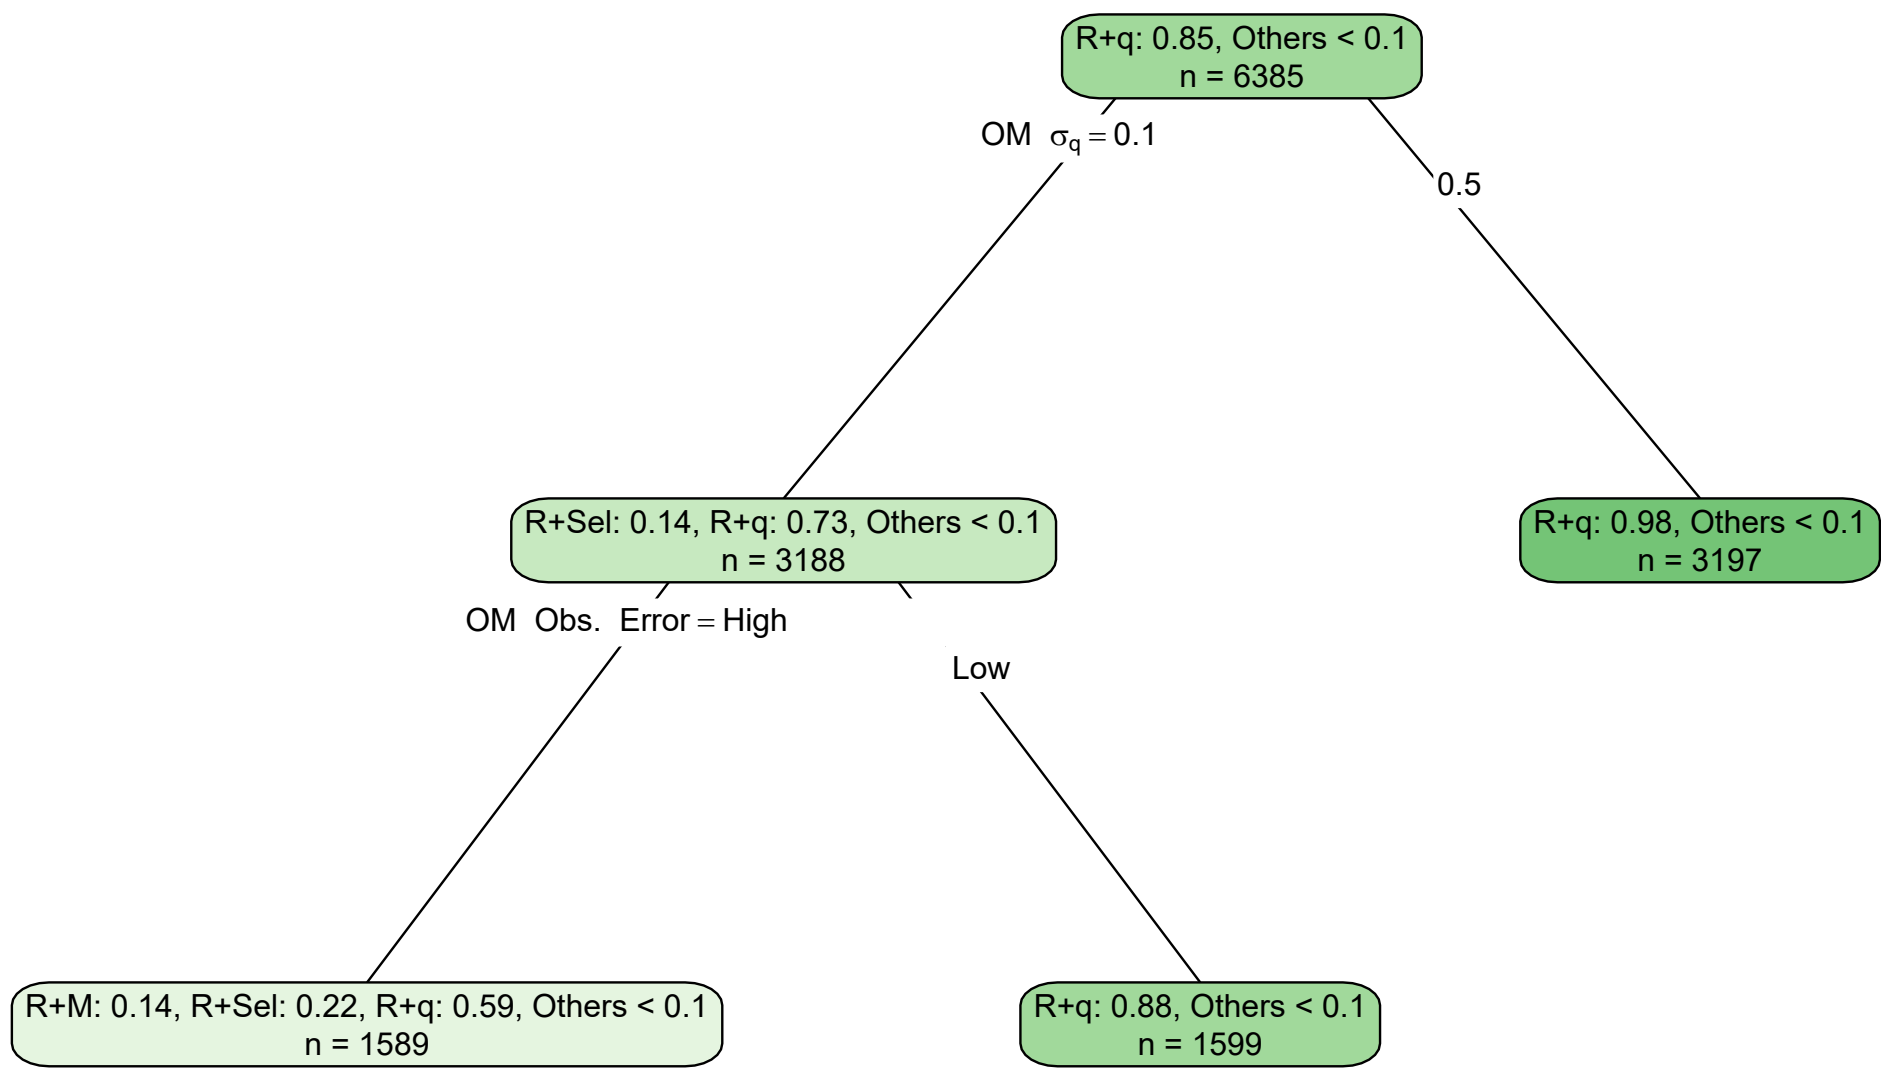 R+q: 0.85, Others < 0.1
n = 6385
OM σq = 0.1
0.5
R+Sel: 0.14, R+q: 0.73, Others < 0.1
n = 3188
R+q: 0.98, Others < 0.1
n = 3197
OM Obs. Error = High
Low
R+M: 0.14, R+Sel: 0.22, R+q: 0.59, Others < 0.1
n = 1589
R+q: 0.88, Others < 0.1
n = 1599